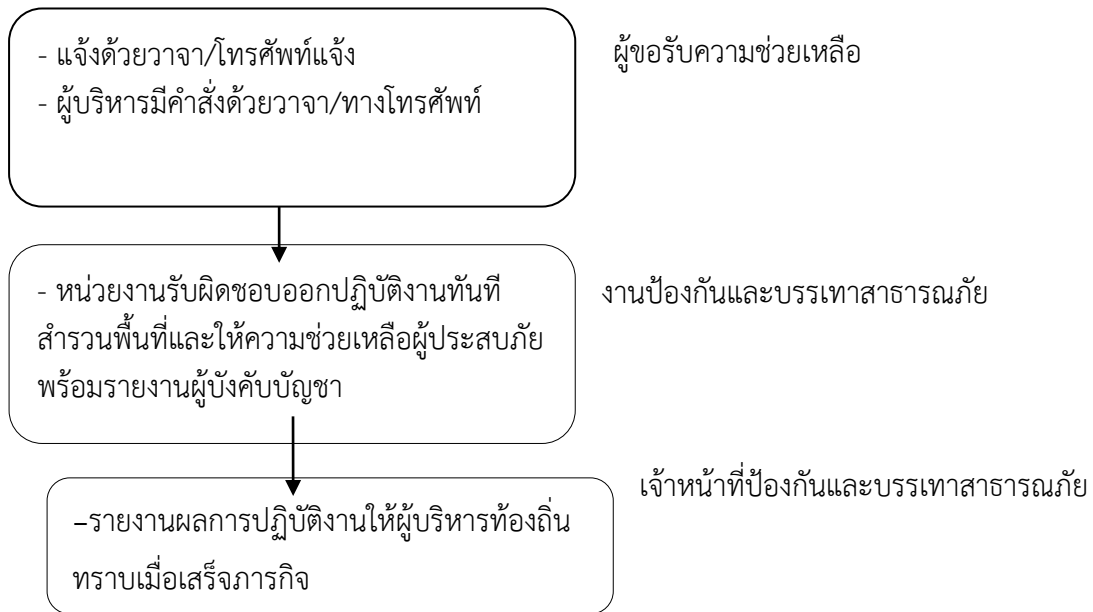 - แจ้งด้วยวาจา/โทรศัพท์แจ้ง
- ผู้บริหารมีคำสั่งด้วยวาจา/ทางโทรศัพท์
ผู้ขอรับความช่วยเหลือ
- หน่วยงานรับผิดชอบออกปฏิบัติงานทันที
สำรวนพื้นที่และให้ความช่วยเหลือผู้ประสบภัย
พร้อมรายงานผู้บังคับบัญชา
งานป้องกันและบรรเทาสาธารณภัย
–รายงานผลการปฏิบัติงานให้ผู้บริหารท้องถิ่น
ทราบเมื่อเสร็จภารกิจ
เจ้าหน้าที่ป้องกันและบรรเทาสาธารณภัย